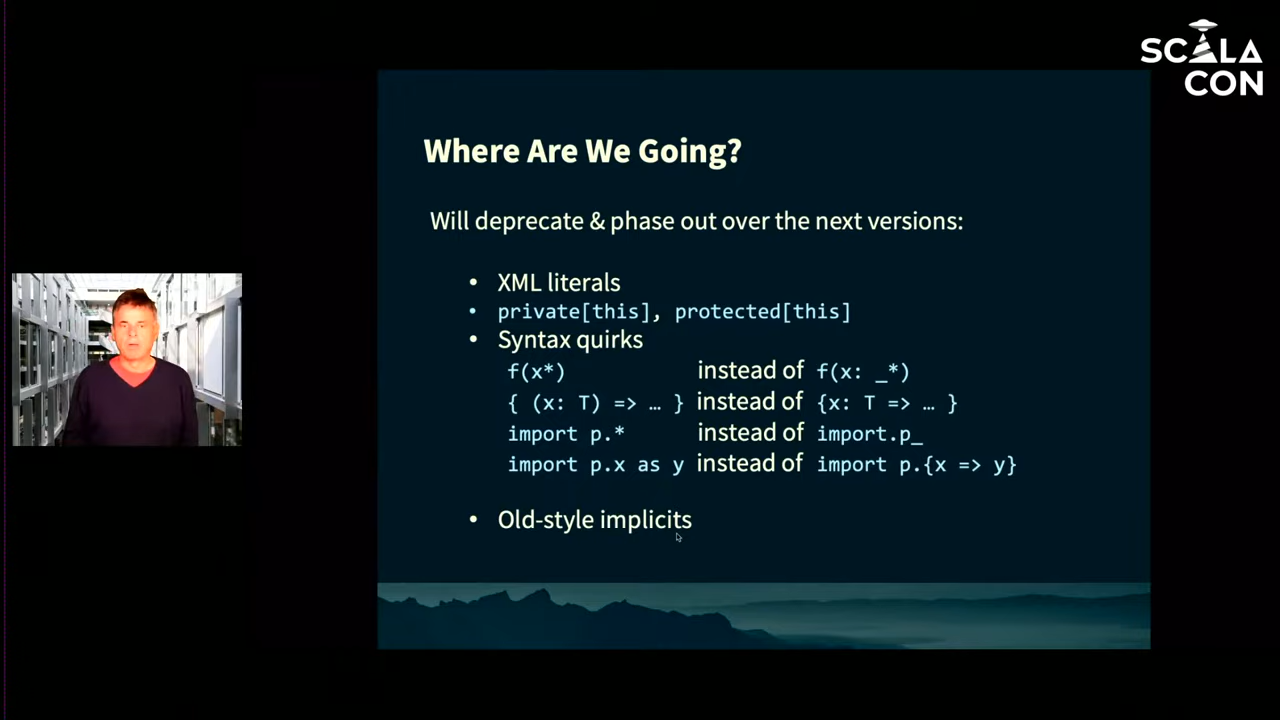 SCALA
CON
Where Are We Going?
Will deprecate & phase out over the next versions:
• XML literals
• private[this], protected[this]
• Syntax quirks
f(x*) instead of f(x: _*)
{ (x: T) => … } instead of {x: T => … }
import p.* instead of import.p_
import p.x as y instead of import p.{x => y}
• Old-style implicits